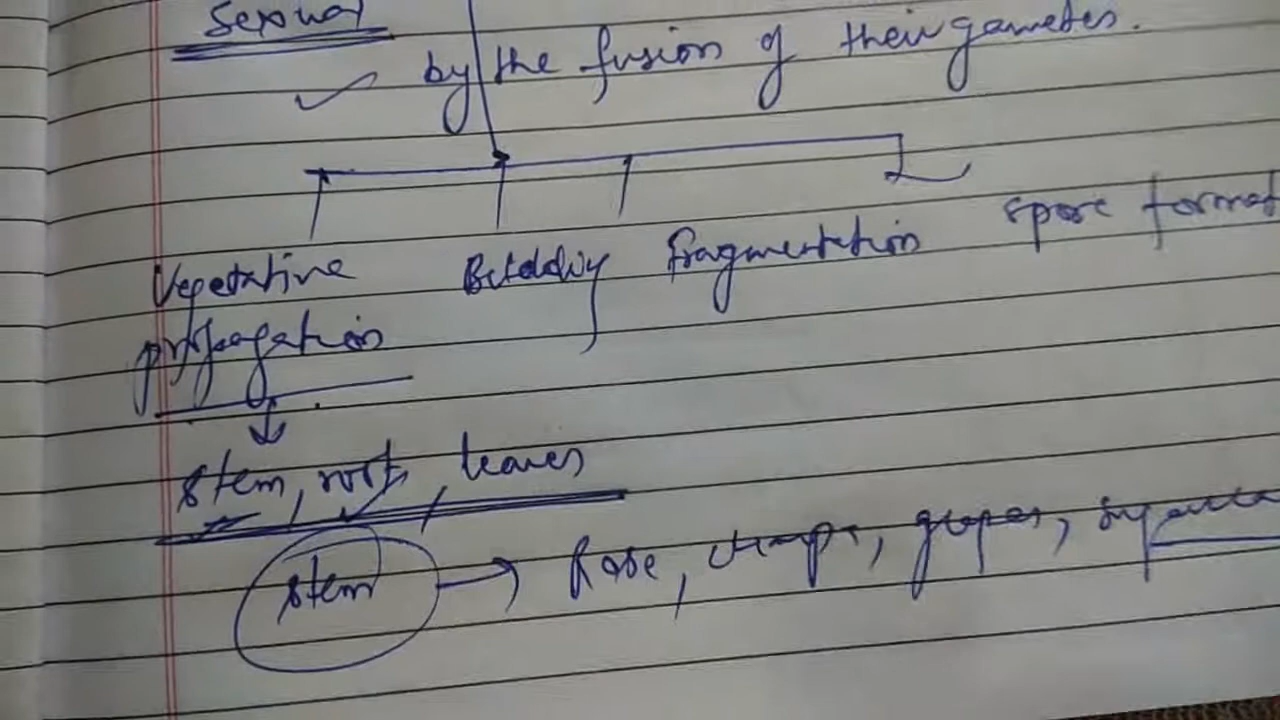 Sexual
by the fusion of their gametes.
Vegetative Budding fragmentation spore format
propagation
stem, root, leaves
stem → Rose, grapes,